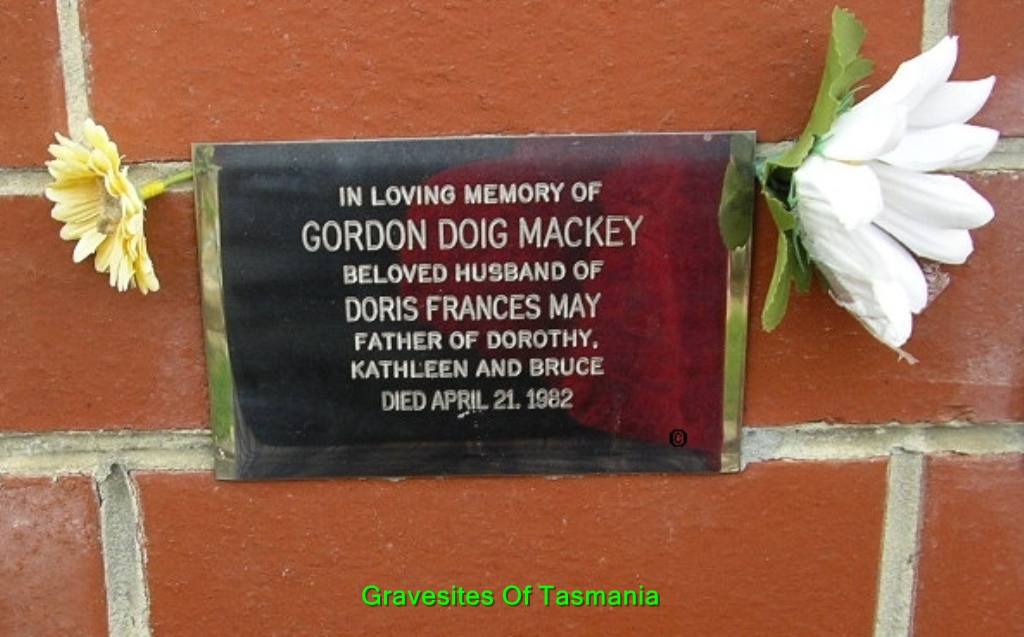 IN LOVING MEMORY OF
GORDON DOIG MACKEY
BELOVED HUSBAND OF
DORIS FRANCES MAY
FATHER OF DOROTHY,
KATHLEEN AND BRUCE
DIED APRIL 21. 1982
©
Gravesites Of Tasmania